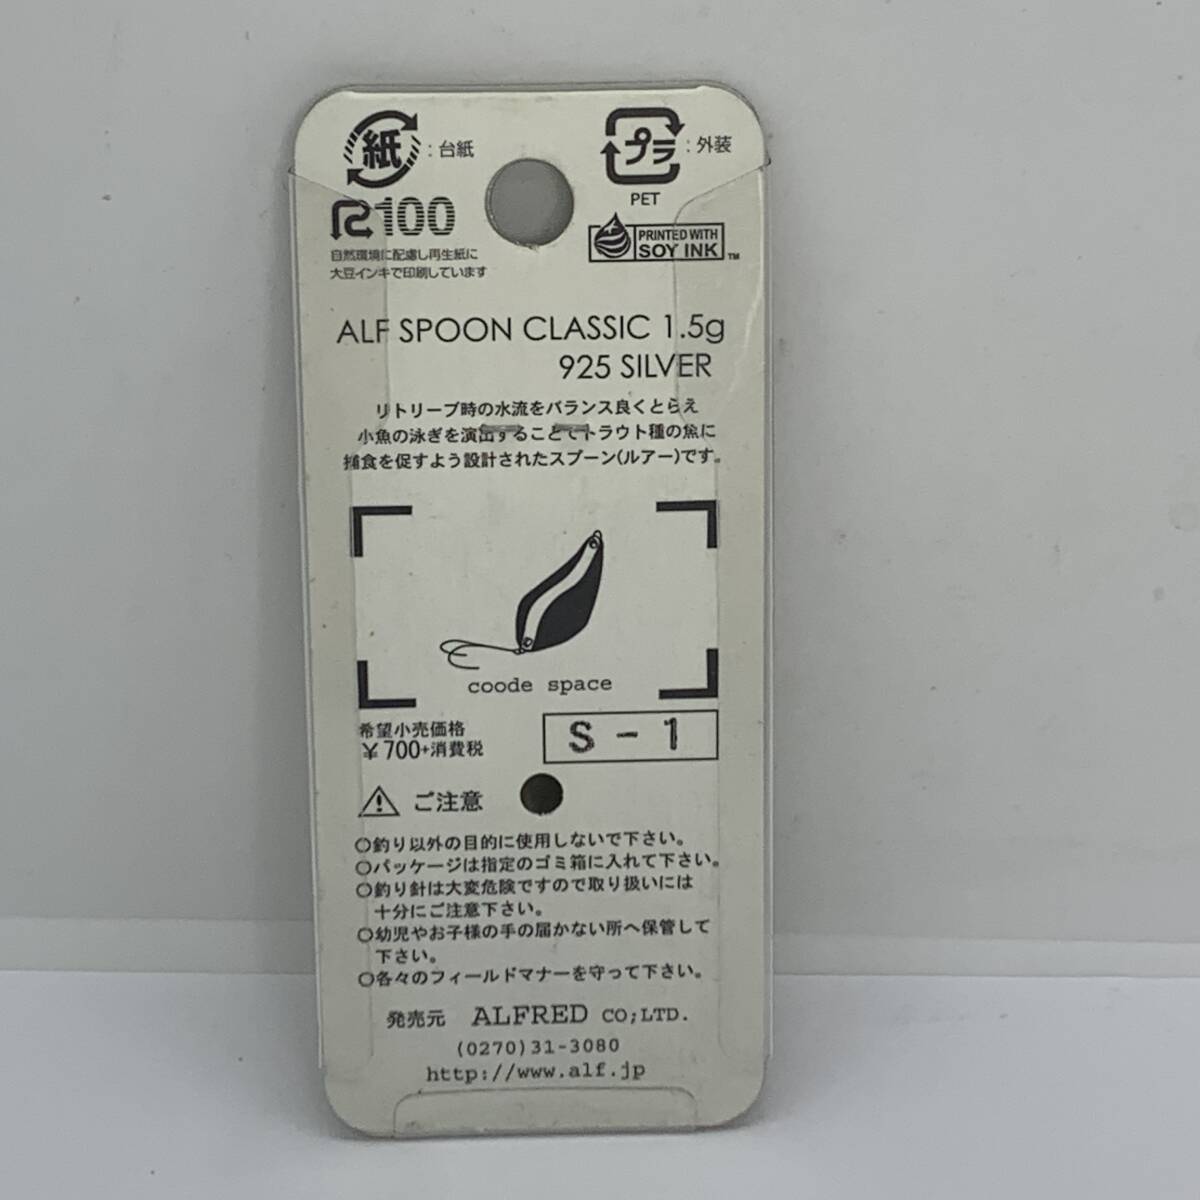 紙:台紙
プラ:外装
PET
R100
PRINTED WITH
SOY INK™
自然環境に配慮し再生紙に
大豆インキで印刷しています
ALF SPOON CLASSIC 1.5g
925 SILVER
リトリーブ時の水流をバランス良くとらえ
小魚の泳ぎを演出することでトラウト種の魚に
捕食を促すよう設計されたスプーン(ルアー)です。
coode space
希望小売価格
¥700+消費税
S-1
ご注意
○釣り以外の目的に使用しないで下さい。
○パッケージは指定のゴミ箱に入れて下さい。
○釣り針は大変危険ですので取り扱いには
十分にご注意下さい。
○幼児やお子様の手の届かない所へ保管して
下さい。
○各々のフィールドマナーを守って下さい。
発売元 ALFRED CO;LTD.
(0270)31-3080
http://www.alf.jp